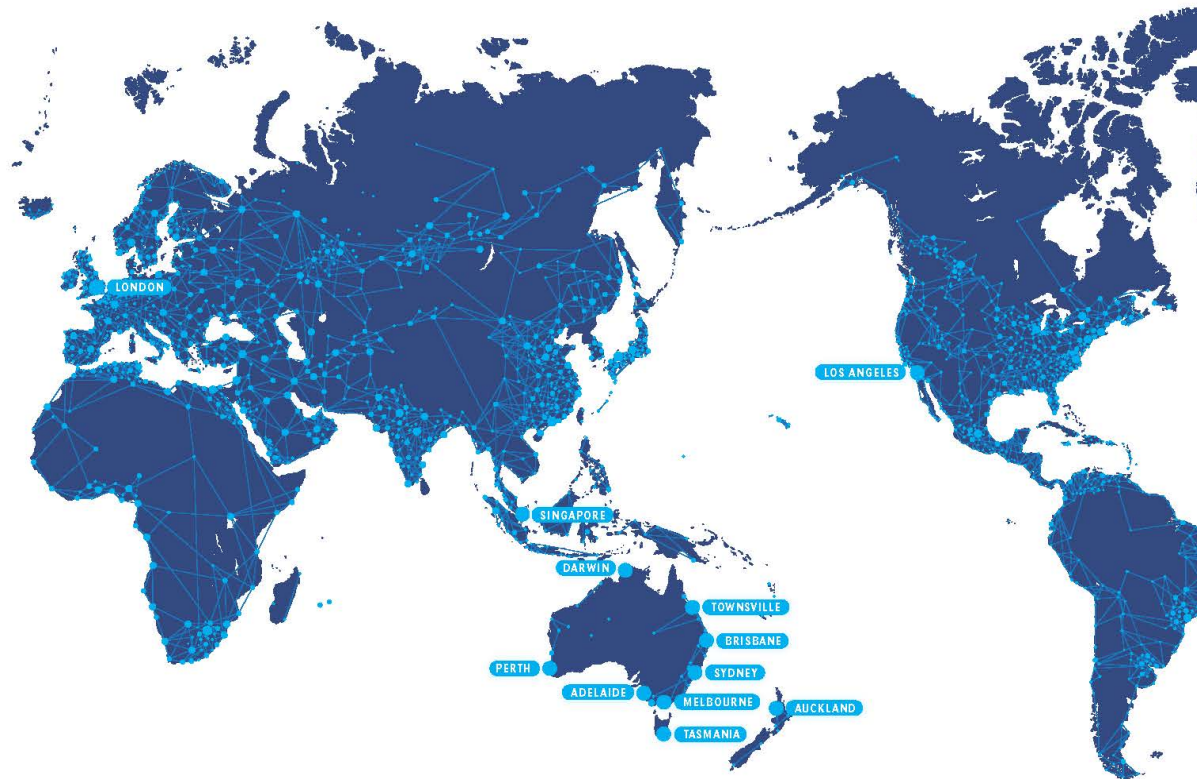 LONDON
LOS ANGELES
SINGAPORE
DARWIN
TOWNSVILLE
BRISBANE
PERTH
SYDNEY
ADELAIDE
MELBOURNE
AUCKLAND
TASMANIA